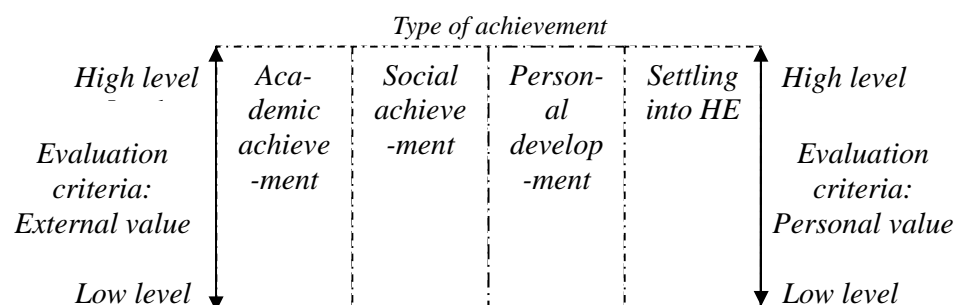 Type of achievement
High level
Evaluation
criteria:
External value
Low level
Aca-
demic
achieve
-ment
Social
achieve
-ment
Person-
al
develop
-ment
Settling
into HE
High level
Evaluation
criteria:
Personal value
Low level